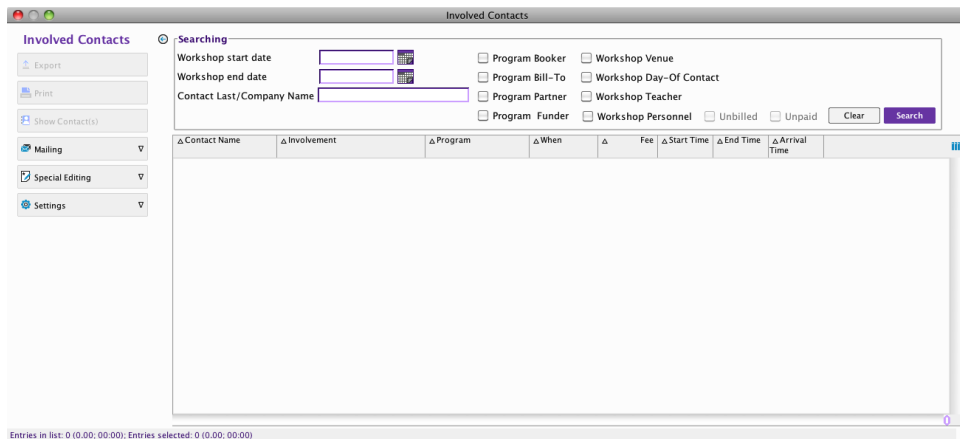 Involved Contacts
Involved Contacts
Export
Print
Show Contact(s)
Mailing
Special Editing
Settings
Searching
Workshop start date
Workshop end date
Contact Last/Company Name
Program Booker
Workshop Venue
Program Bill-To
Workshop Day-Of Contact
Program Partner
Workshop Teacher
Program Funder
Workshop Personnel
Unbilled
Unpaid
Clear
Search
Contact Name
Involvement
Program
When
Fee
Start Time
End Time
Arrival
Time
0
Entries in list: 0 (0.00; 00:00); Entries selected: 0 (0.00; 00:00)